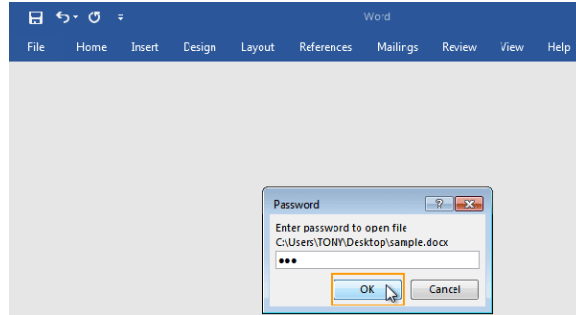 Word
File Home Insert Design Layout References Mailings Review View Help
Password
Enter password to open file
C:\Users\TONY\Desktop\sample.docx
•••
OK Cancel